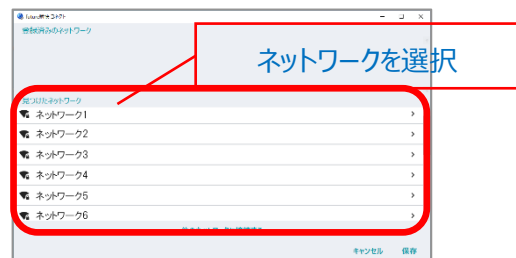 登録済みのネットワーク
ネットワークを選択
見つけたネットワーク
ネットワーク1
ネットワーク2
ネットワーク3
ネットワーク4
ネットワーク5
ネットワーク6
キャンセル 保存